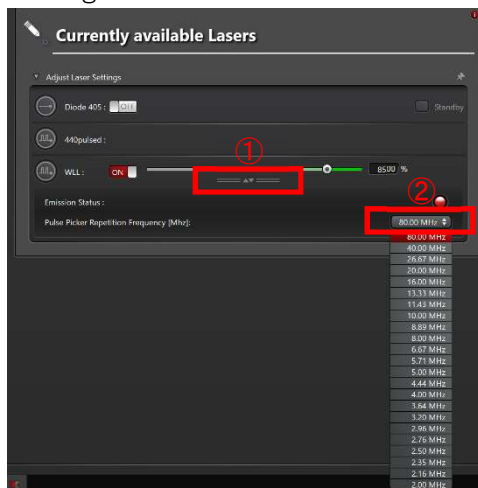 Currently available Lasers
Adjust Laser Settings
Diode 405 : OFF Standby
440pulsed :
①
WLL : ON 85.00 %
②
Emission Status :
Pulse Picker Repetition Frequency [Mhz]: 80.00 MHz
80.00 MHz
40.00 MHz
26.67 MHz
20.00 MHz
16.00 MHz
13.33 MHz
11.43 MHz
10.00 MHz
8.89 MHz
8.00 MHz
6.67 MHz
5.71 MHz
5.00 MHz
4.44 MHz
4.00 MHz
3.64 MHz
3.20 MHz
2.96 MHz
2.76 MHz
2.50 MHz
2.35 MHz
2.16 MHz
2.00 MHz